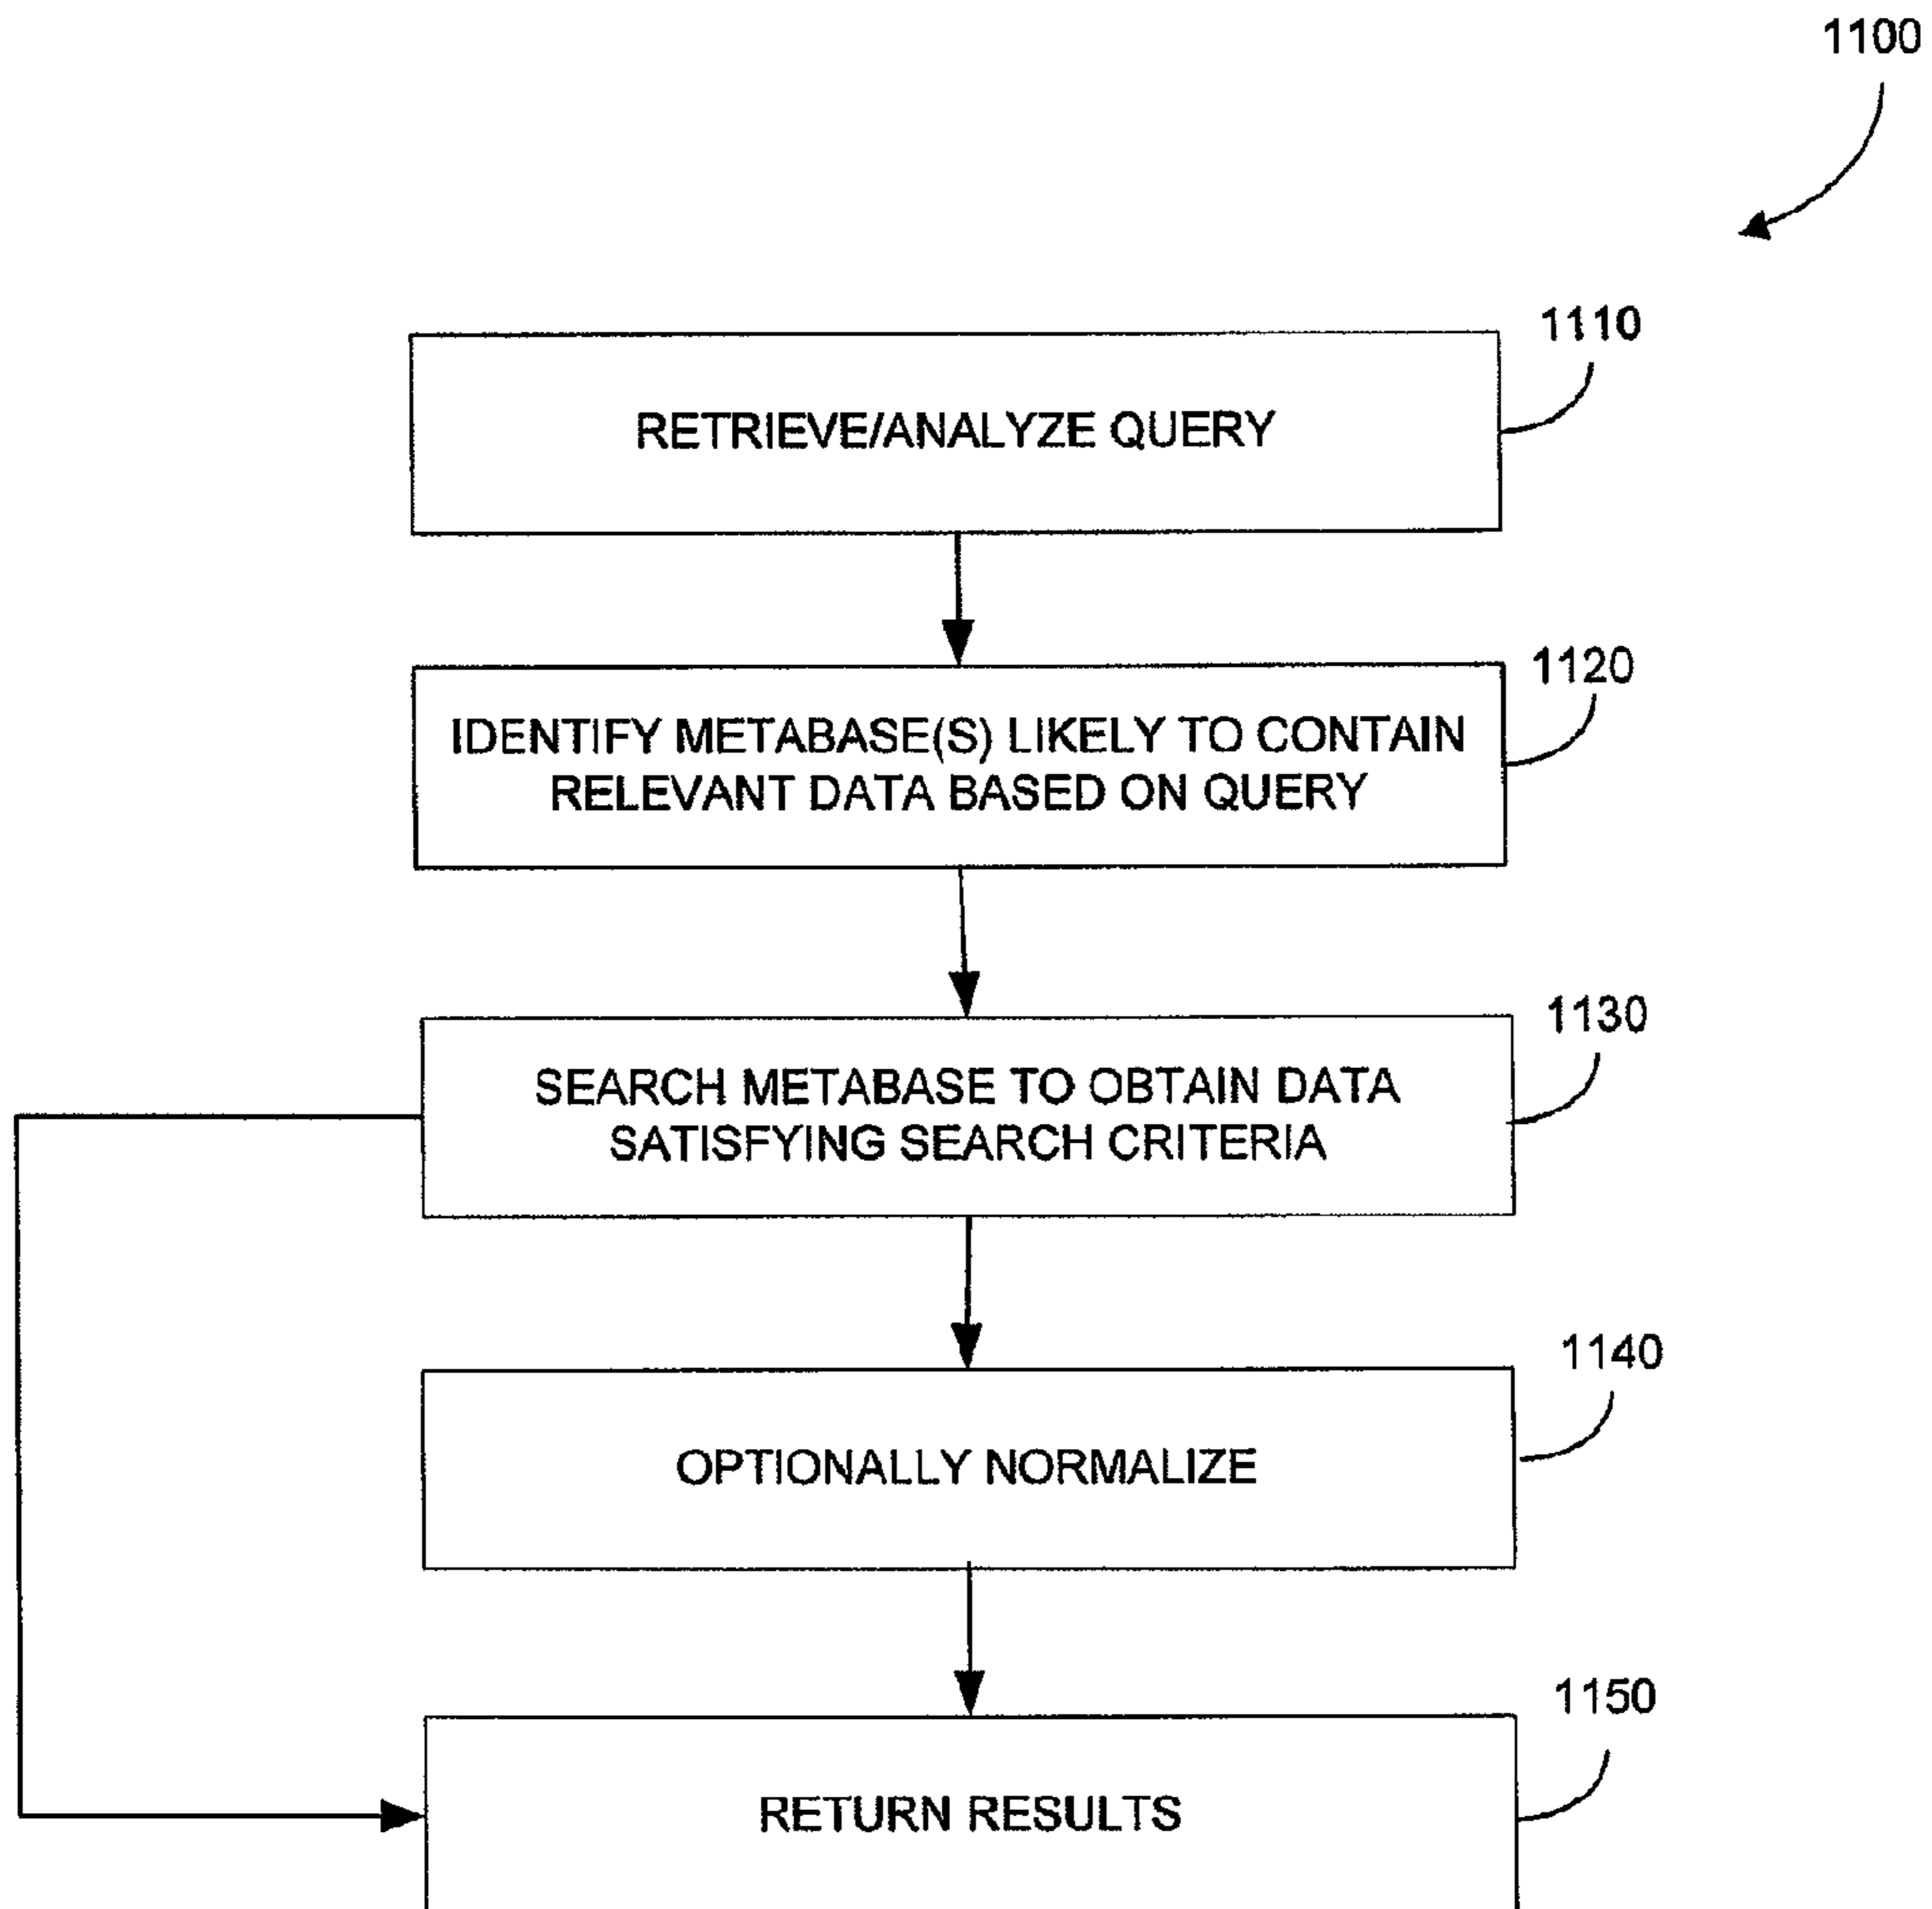 1100
1110
RETRIEVE/ANALYZE QUERY
1120
IDENTIFY METABASE(S) LIKELY TO CONTAIN
RELEVANT DATA BASED ON QUERY
1130
SEARCH METABASE TO OBTAIN DATA
SATISFYING SEARCH CRITERIA
1140
OPTIONALLY NORMALIZE
1150
RETURN RESULTS